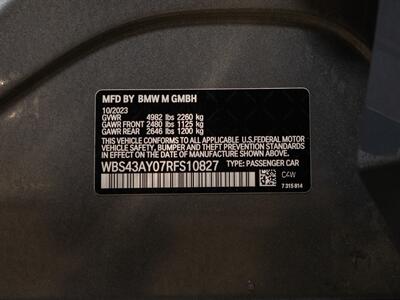 MFD BY BMW M GMBH
10/2023
GVWR 4982 lbs 2260 kg
GAWR FRONT 2480 lbs 1125 kg
GAWR REAR 2646 lbs 1200 kg
THIS VEHICLE CONFORMS TO ALL APPLICABLE U.S.FEDERAL MOTOR
VEHICLE SAFETY, BUMPER, AND THEFT PREVENTION STANDARDS
IN EFFECT ON THE DATE OF MANUFACTURE SHOWN ABOVE.
WBS43AY07RFS10827 TYPE: PASSENGER CAR
C4W
7 315 814